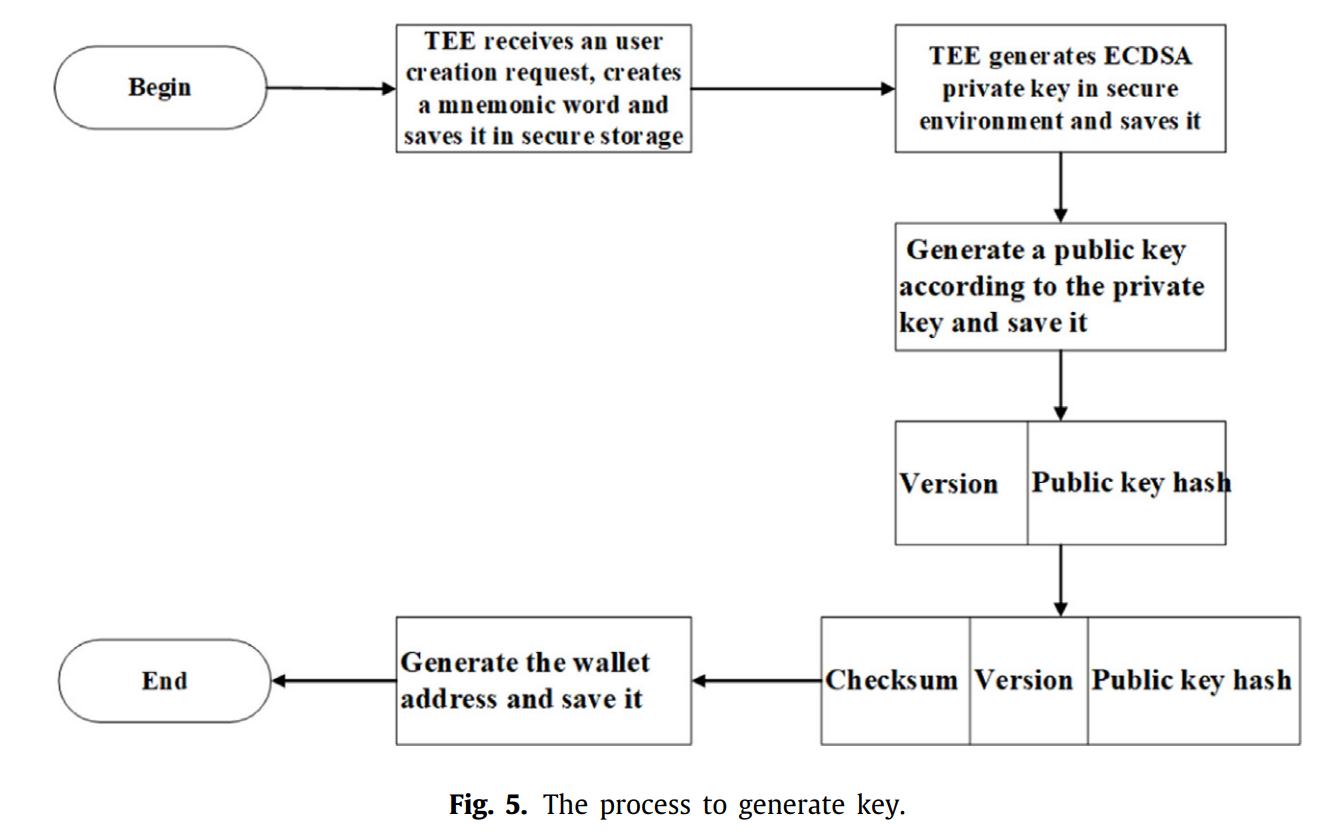 Begin
TEE receives an user
creation request, creates
a mnemonic word and
saves it in secure storage
TEE generates ECDSA
private key in secure
environment and saves it
Generate a public key
according to the private
key and save it
Version
Public key hash
Checksum
Version
Public key hash
Generate the wallet
address and save it
End
Fig. 5. The process to generate key.